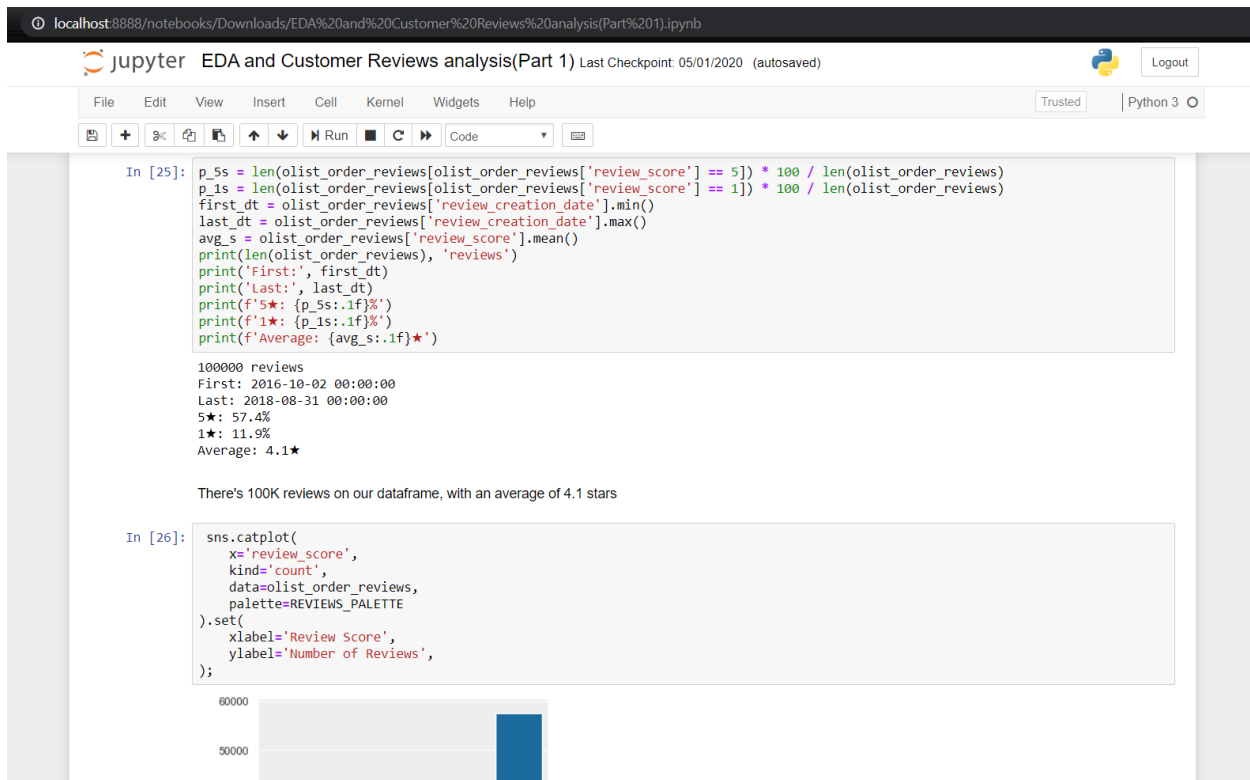 localhost:8888/notebooks/Downloads/EDA%20and%20Customer%20Reviews%20analysis(Part%201).ipynb
jupyter EDA and Customer Reviews analysis(Part 1) Last Checkpoint: 05/01/2020 (autosaved) Logout
File Edit View Insert Cell Kernel Widgets Help Trusted Python 3
Run Code
In [25]: p_5s = len(olist_order_reviews[olist_order_reviews['review_score'] == 5]) * 100 / len(olist_order_reviews)
p_1s = len(olist_order_reviews[olist_order_reviews['review_score'] == 1]) * 100 / len(olist_order_reviews)
first_dt = olist_order_reviews['review_creation_date'].min()
last_dt = olist_order_reviews['review_creation_date'].max()
avg_s = olist_order_reviews['review_score'].mean()
print(len(olist_order_reviews), 'reviews')
print('First:', first_dt)
print('Last:', last_dt)
print(f'5★: {p_5s:.1f}%')
print(f'1★: {p_1s:.1f}%')
print(f'Average: {avg_s:.1f}★')
100000 reviews
First: 2016-10-02 00:00:00
Last: 2018-08-31 00:00:00
5★: 57.4%
1★: 11.9%
Average: 4.1★
There's 100K reviews on our dataframe, with an average of 4.1 stars
In [26]: sns.catplot(
x='review_score',
kind='count',
data=olist_order_reviews,
palette=REVIEWS_PALETTE
).set(
xlabel='Review Score',
ylabel='Number of Reviews',
);
60000
50000